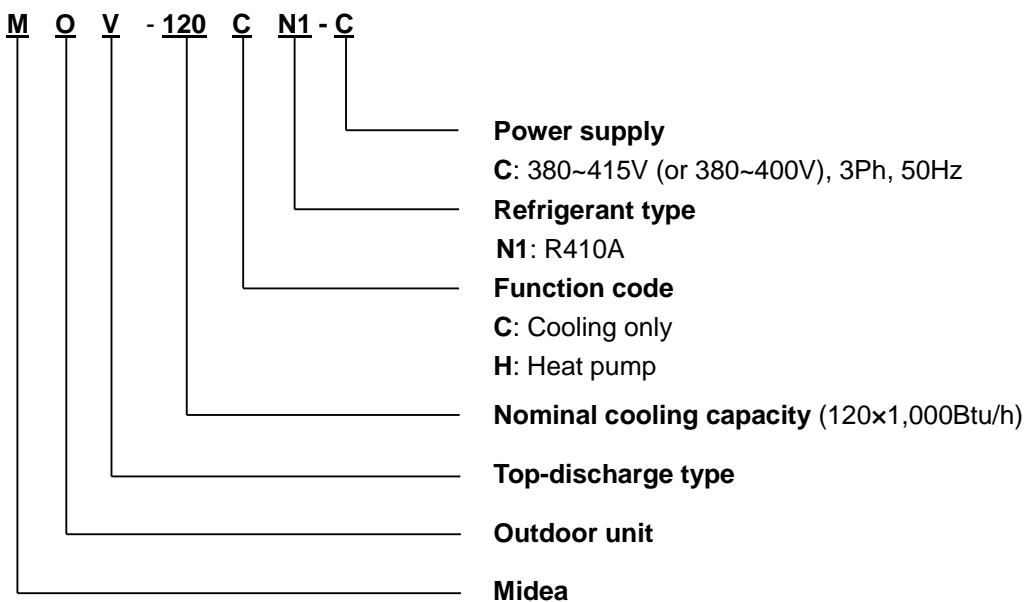 M O V - 120 C N1 - C
Power supply
C: 380~415V (or 380~400V), 3Ph, 50Hz
Refrigerant type
N1: R410A
Function code
C: Cooling only
H: Heat pump
Nominal cooling capacity (120×1,000Btu/h)
Top-discharge type
Outdoor unit
Midea